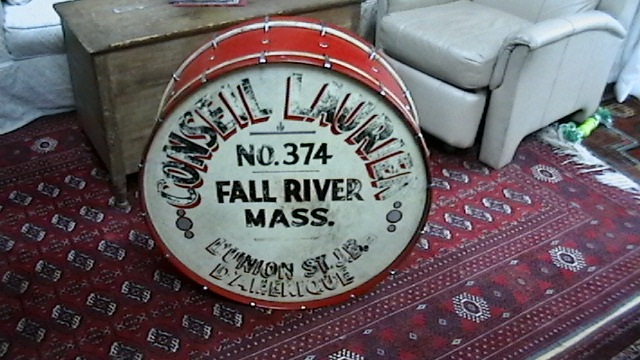 CONSEIL LAURIER
NO. 374
FALL RIVER
MASS.
L'UNION ST. J.B.
D'AMERIQUE